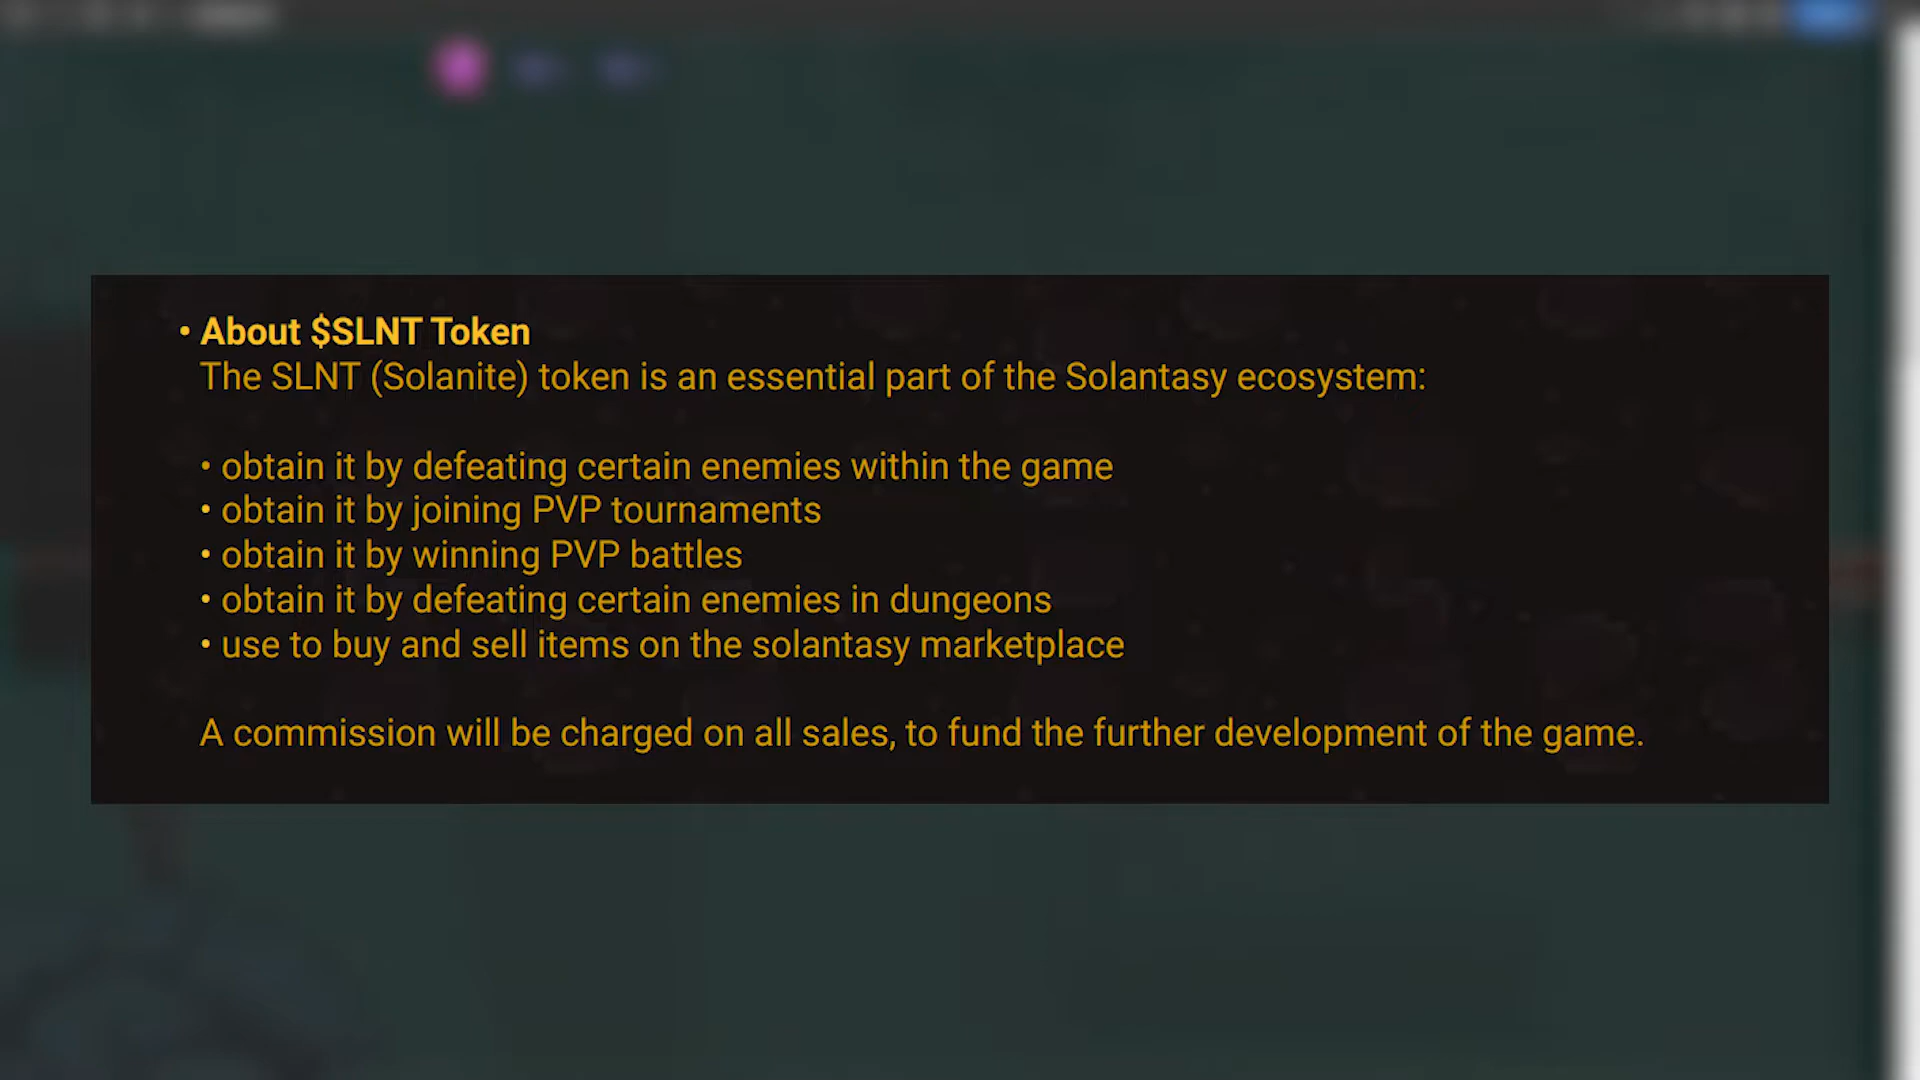 • About $SLNT Token
The SLNT (Solanite) token is an essential part of the Solantasy ecosystem:
• obtain it by defeating certain enemies within the game
• obtain it by joining PVP tournaments
• obtain it by winning PVP battles
• obtain it by defeating certain enemies in dungeons
• use to buy and sell items on the solantasy marketplace
A commission will be charged on all sales, to fund the further development of the game.